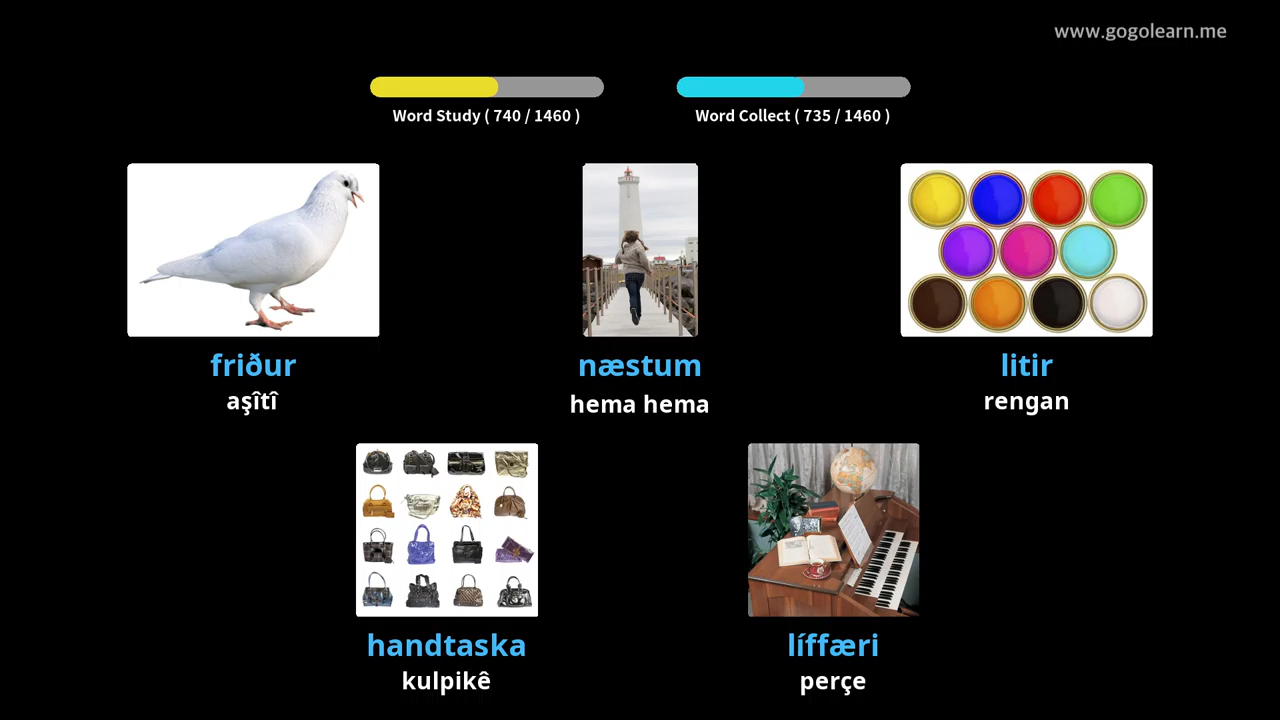 www.gogolearn.me
Word Study ( 740 / 1460 )
Word Collect ( 735 / 1460 )
friður
aşîtî
næstum
hema hema
litir
rengan
handtaska
kulpikê
líffæri
perçe